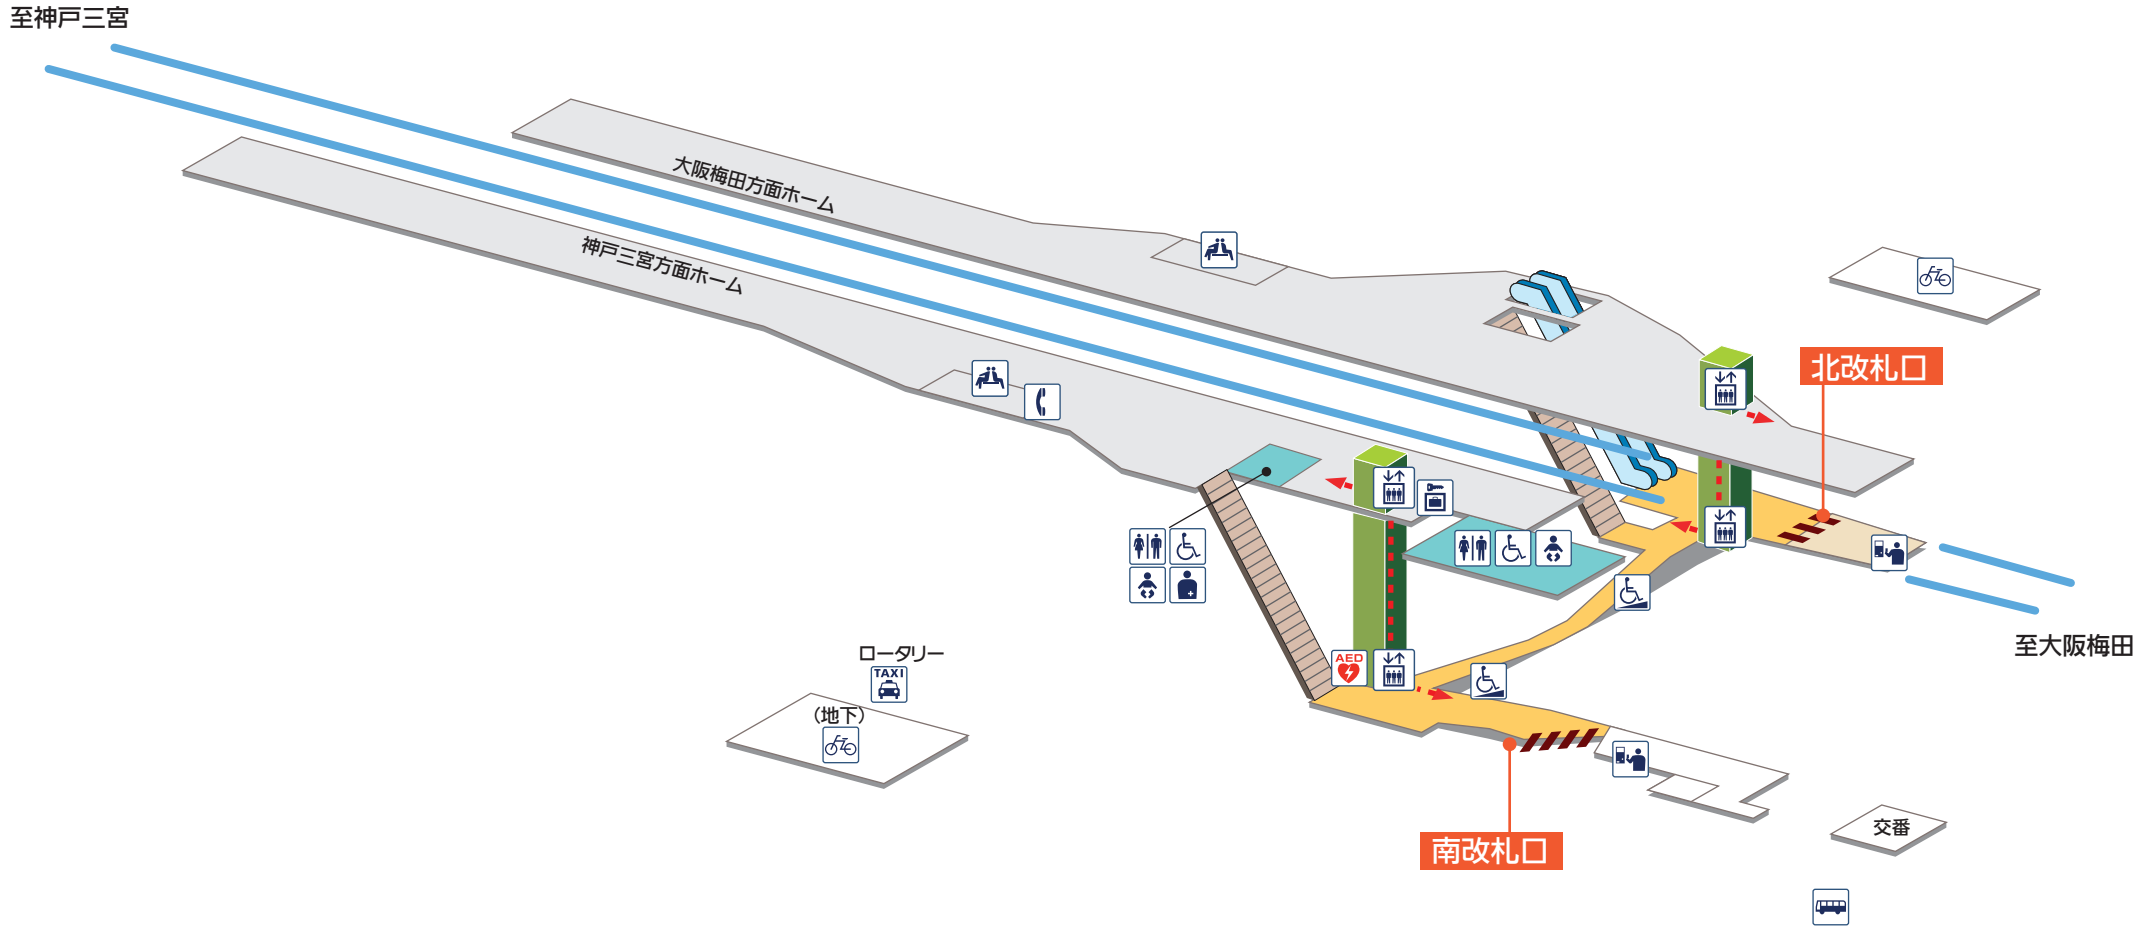 至神戸三宮
大阪梅田方面ホーム
神戸三宮方面ホーム
北改札口
至大阪梅田
AED
ロータリー
TAXI
(地下)
南改札口
交番